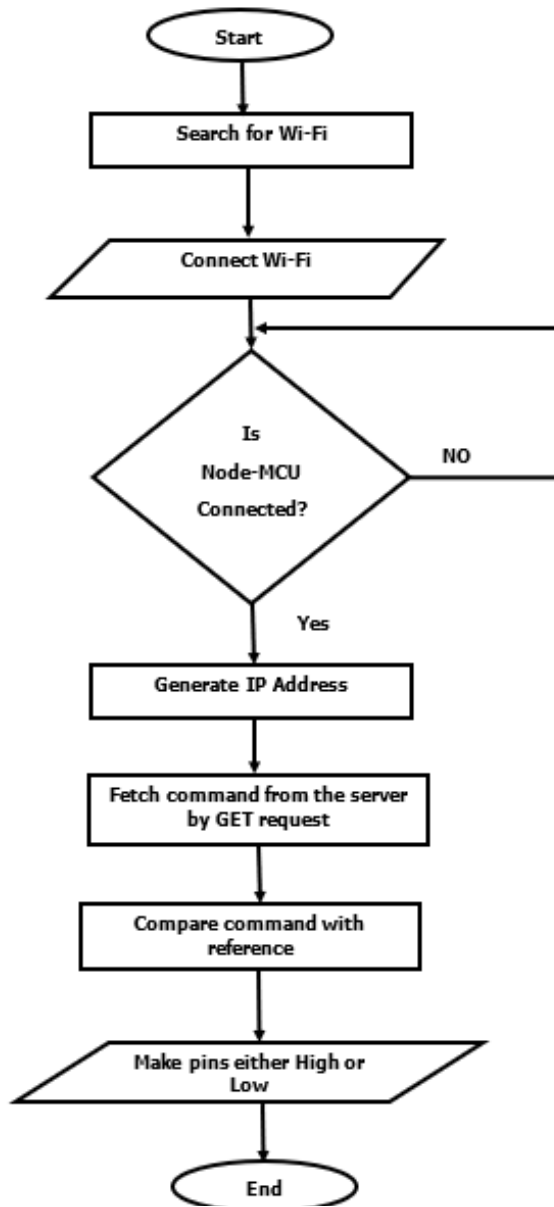 Start
Search for Wi-Fi
Connect Wi-Fi
Is
Node-MCU
Connected?
NO
Yes
Generate IP Address
Fetch command from the server
by GET request
Compare command with
reference
Make pins either High or
Low
End